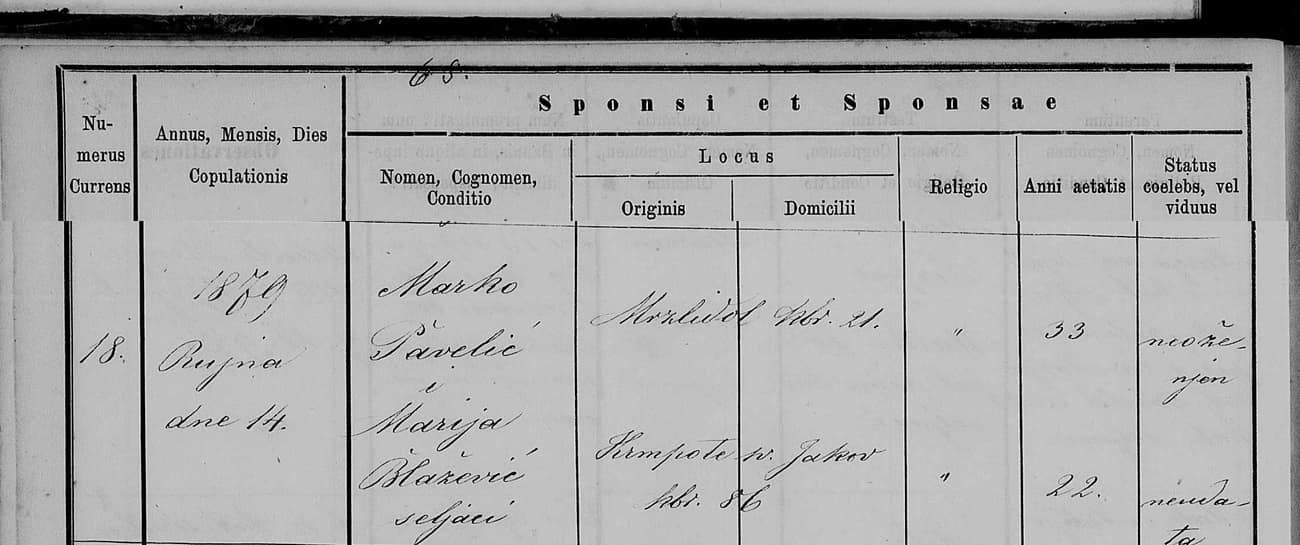 68.
Sponsi et Sponsae
Numerus Currens
Annus, Mensis, Dies
Copulationis
Nomen, Cognomen,
Conditio
Locus
Originis
Domicilii
Religio
Anni aetatis
Status
coelebs, vel
viduus
18.
1879
Rujna
dne 14.
Marko
Pavelić
i
Marija
Blažević
seljaci
Mrzlidol kbr. 21.
Krmpote sv. Jakov
kbr. 86
"
"
33
22.
neože-
njen
neuda-
ta